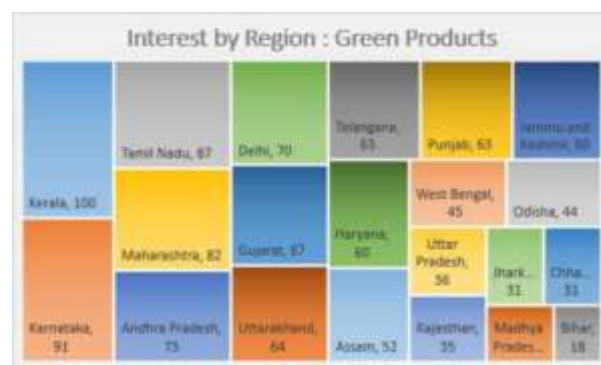 Interest by Region : Green Products
Kerala, 100
Karnataka,
91
Tamil Nadu, 87
Maharashtra, 82
Andhra Pradesh,
73
Delhi, 70
Gujarat, 67
Uttarakhand,
64
Telangana,
63
Haryana,
60
Assam, 52
Punjab, 63
Jammu and
Kashmir, 60
West Bengal,
45
Odisha, 44
Uttar
Pradesh,
36
Rajasthan,
35
Jhark...
31
Chha...
31
Madhya
Prades...
Bihar,
18